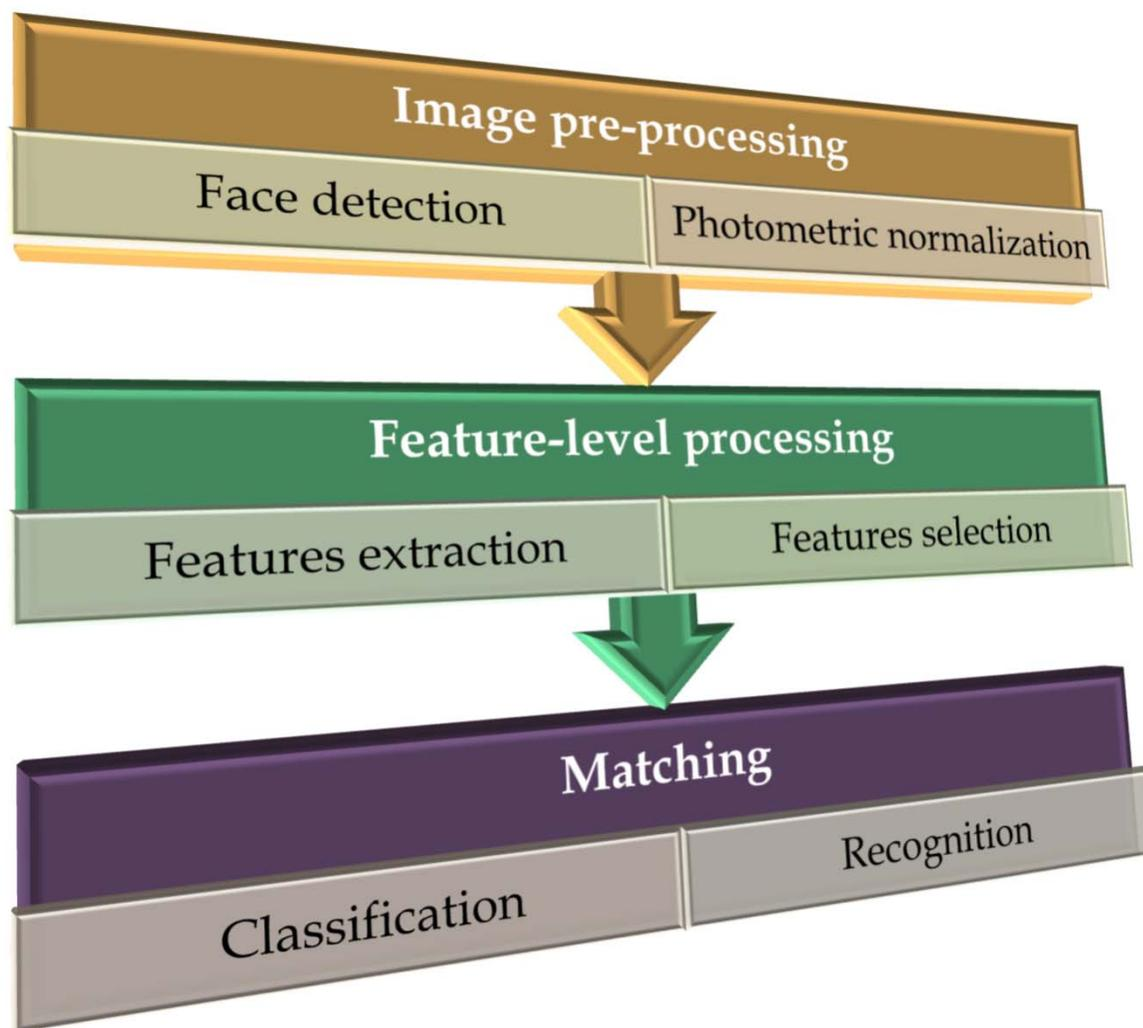 Image pre-processing
Face detection
Photometric normalization
Feature-level processing
Features extraction
Features selection
Matching
Classification
Recognition